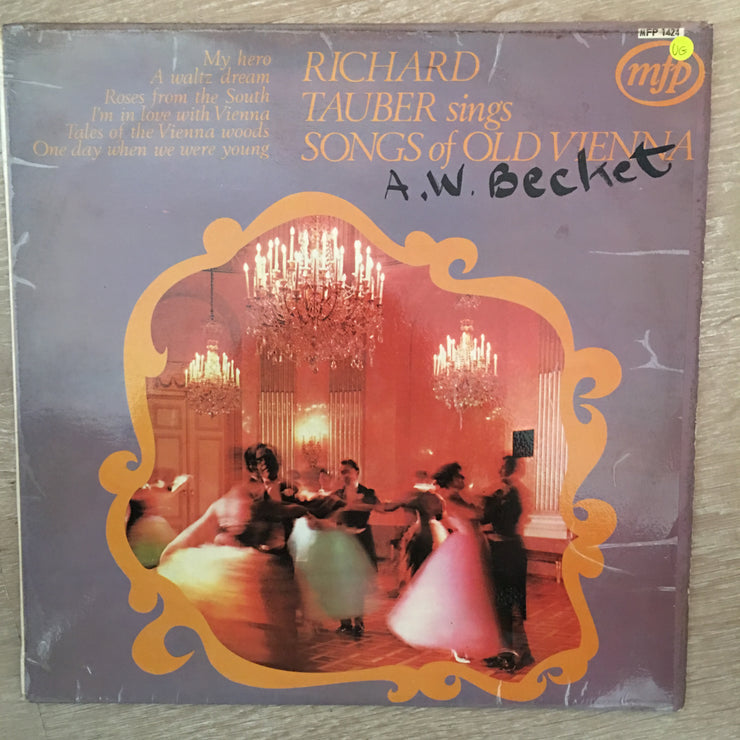 My hero
A waltz dream
Roses from the South
I'm in love with Vienna
Tales of the Vienna woods
One day when we were young
RICHARD
TAUBER sings
SONGS of OLD VIENNA
MFP 1424
UG
mfp
A.W. Becket